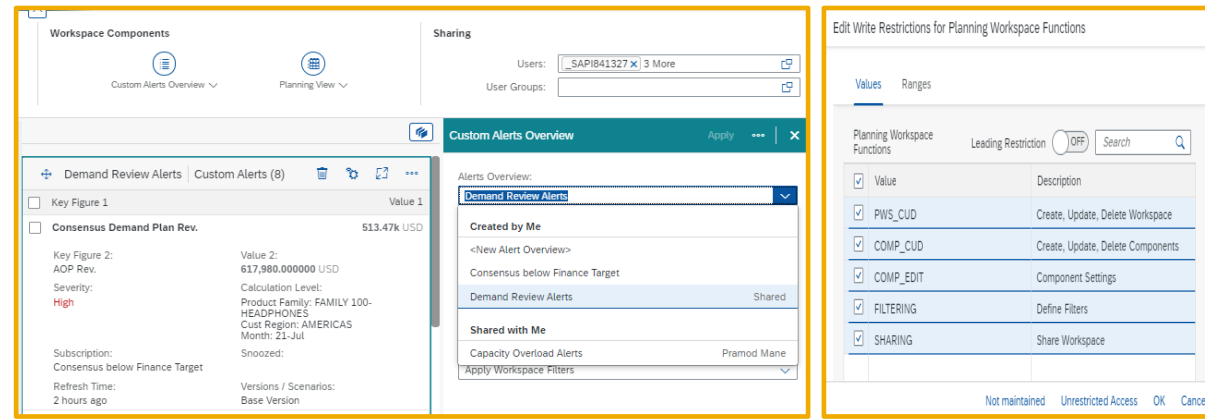 Workspace Components
Custom Alerts Overview
Planning View
Sharing
Users: _SAPI841327 × 3 More
User Groups:
Demand Review Alerts Custom Alerts (8)
Key Figure 1 Value 1
Consensus Demand Plan Rev. 513.47k USD
Key Figure 2: Value 2:
AOP Rev. 617,980.000000 USD
Severity: Calculation Level:
High Product Family: FAMILY 100-
HEADPHONES
Cust Region: AMERICAS
Month: 21-Jul
Subscription: Snoozed:
Consensus below Finance Target
Refresh Time: Versions / Scenarios:
2 hours ago Base Version
Custom Alerts Overview Apply
Alerts Overview:
Demand Review Alerts
Created by Me
<New Alert Overview>
Consensus below Finance Target
Demand Review Alerts Shared
Shared with Me
Capacity Overload Alerts Pramod Mane
Apply Workspace Filters
Edit Write Restrictions for Planning Workspace Functions
Values Ranges
Planning Workspace
Functions
Leading Restriction OFF Search
Value Description
PWS_CUD Create, Update, Delete Workspace
COMP_CUD Create, Update, Delete Components
COMP_EDIT Component Settings
FILTERING Define Filters
SHARING Share Workspace
Not maintained Unrestricted Access OK Cance